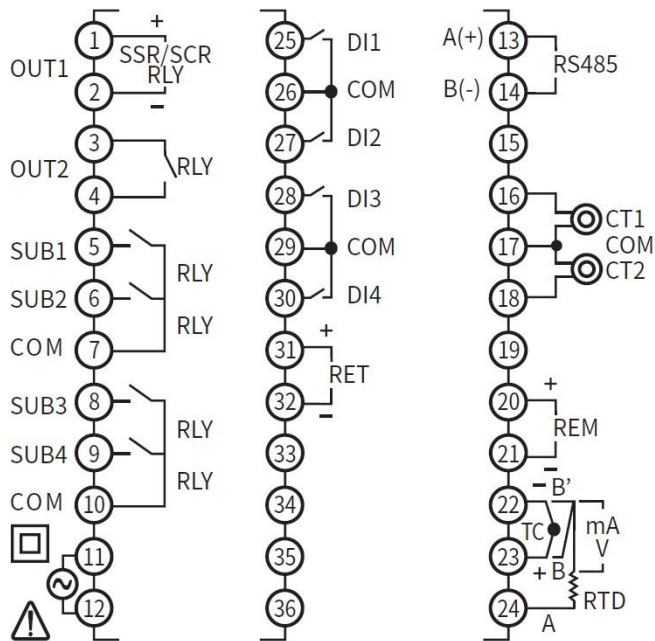 OUT1
1
+
SSR/SCR
RLY
2
−
OUT2
3
RLY
4
SUB1
5
RLY
SUB2
6
RLY
COM
7
SUB3
8
RLY
SUB4
9
RLY
COM
10
11
12
25
DI1
26
COM
27
DI2
28
DI3
29
COM
30
DI4
31
+
RET
32
−
33
34
35
36
A(+)
13
RS485
B(-)
14
15
16
CT1
17
COM
CT2
18
19
20
+
REM
21
−
22
− B'
TC
mA
V
23
+ B
RTD
24
A